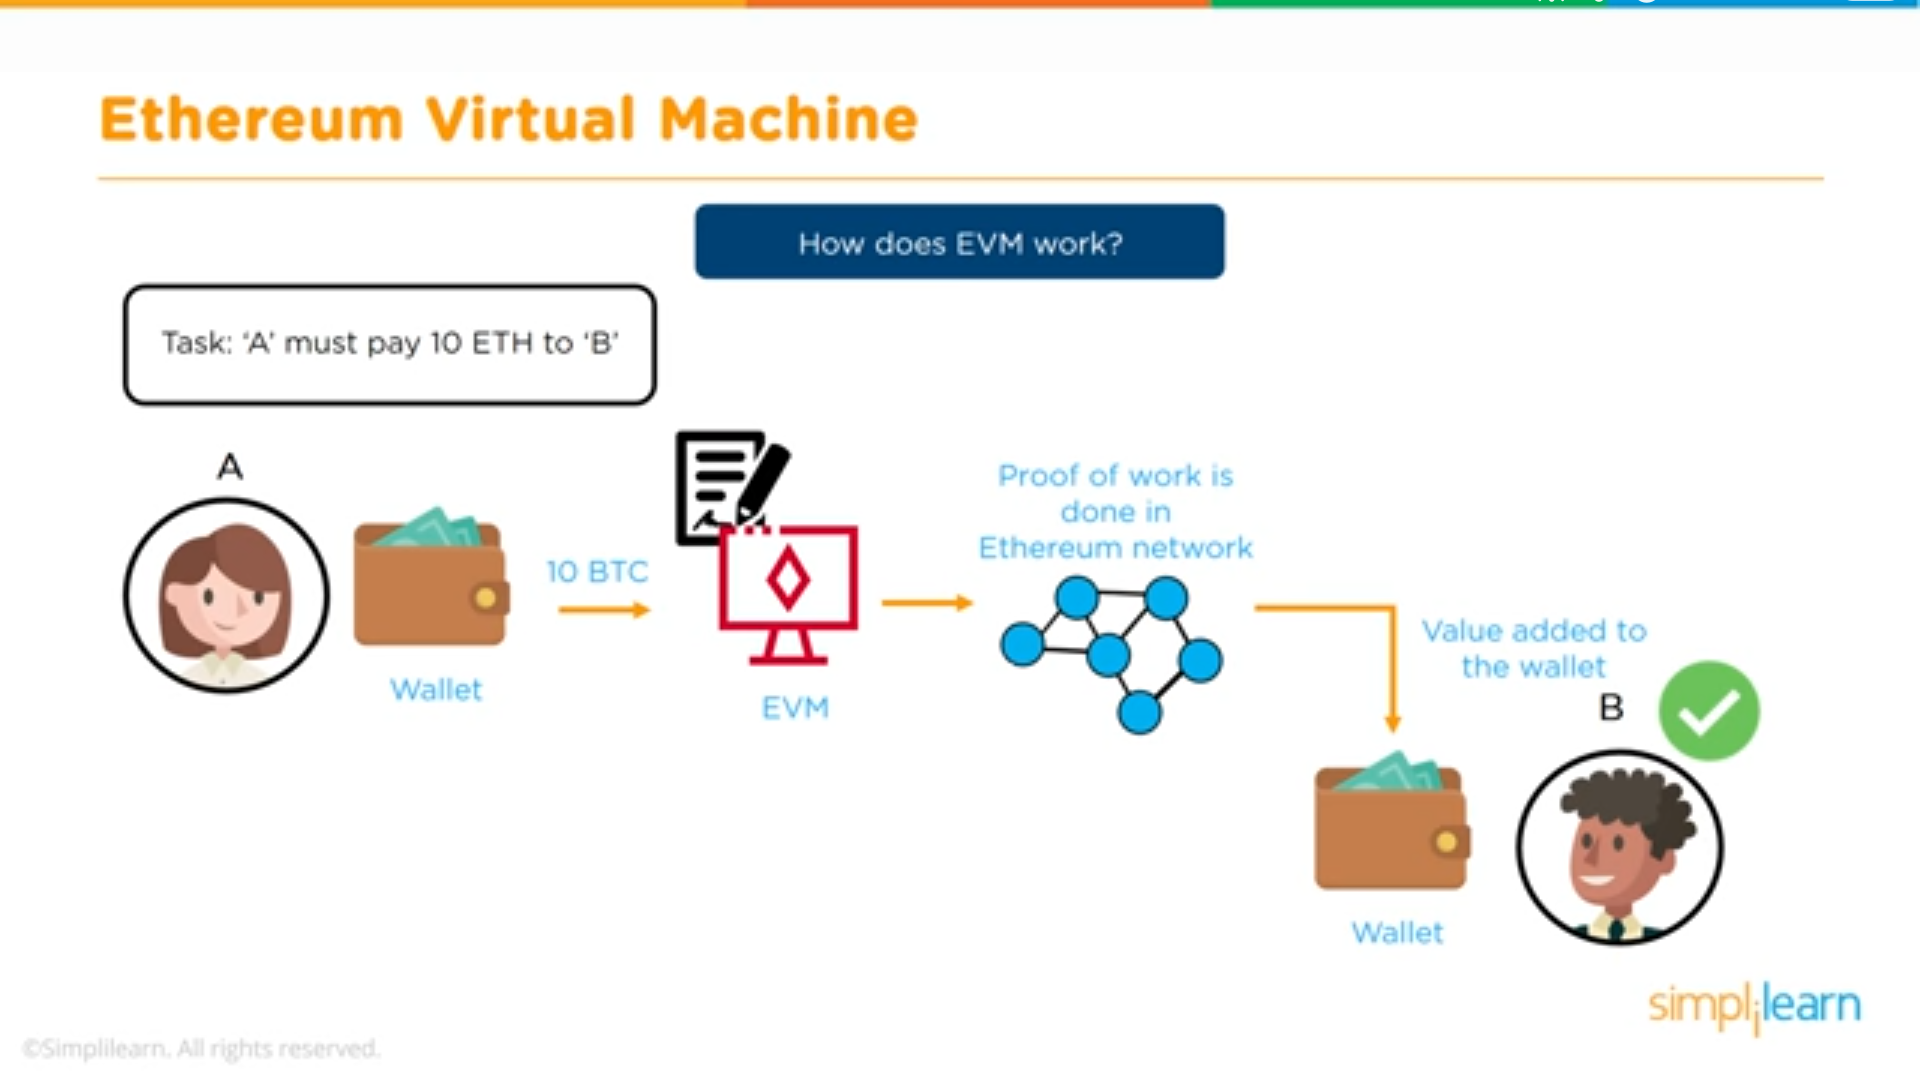 Ethereum Virtual Machine
How does EVM work?
Task: ‘A’ must pay 10 ETH to ‘B’
A
Wallet
10 BTC
EVM
Proof of work is
done in
Ethereum network
Value added to
the wallet
B
Wallet
simplilearn
©Simplilearn. All rights reserved.